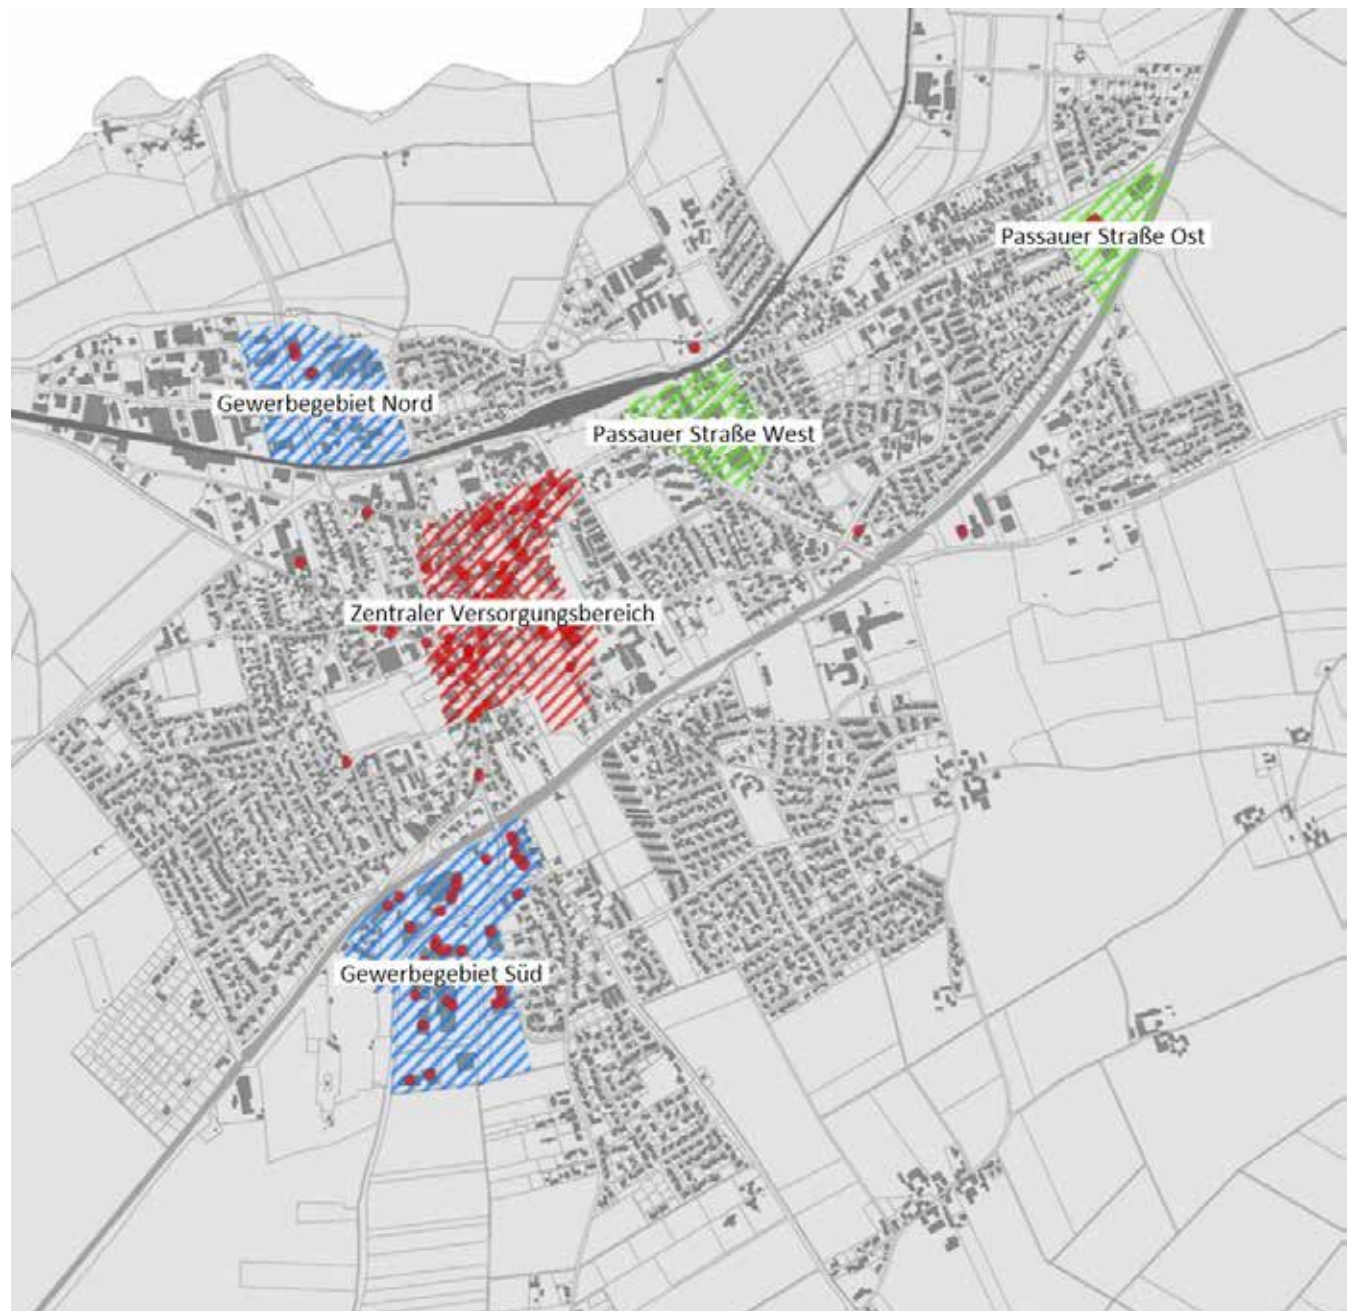 Passauer Straße Ost
Gewerbegebiet Nord
Passauer Straße West
Zentraler Versorgungsbereich
Gewerbegebiet Süd